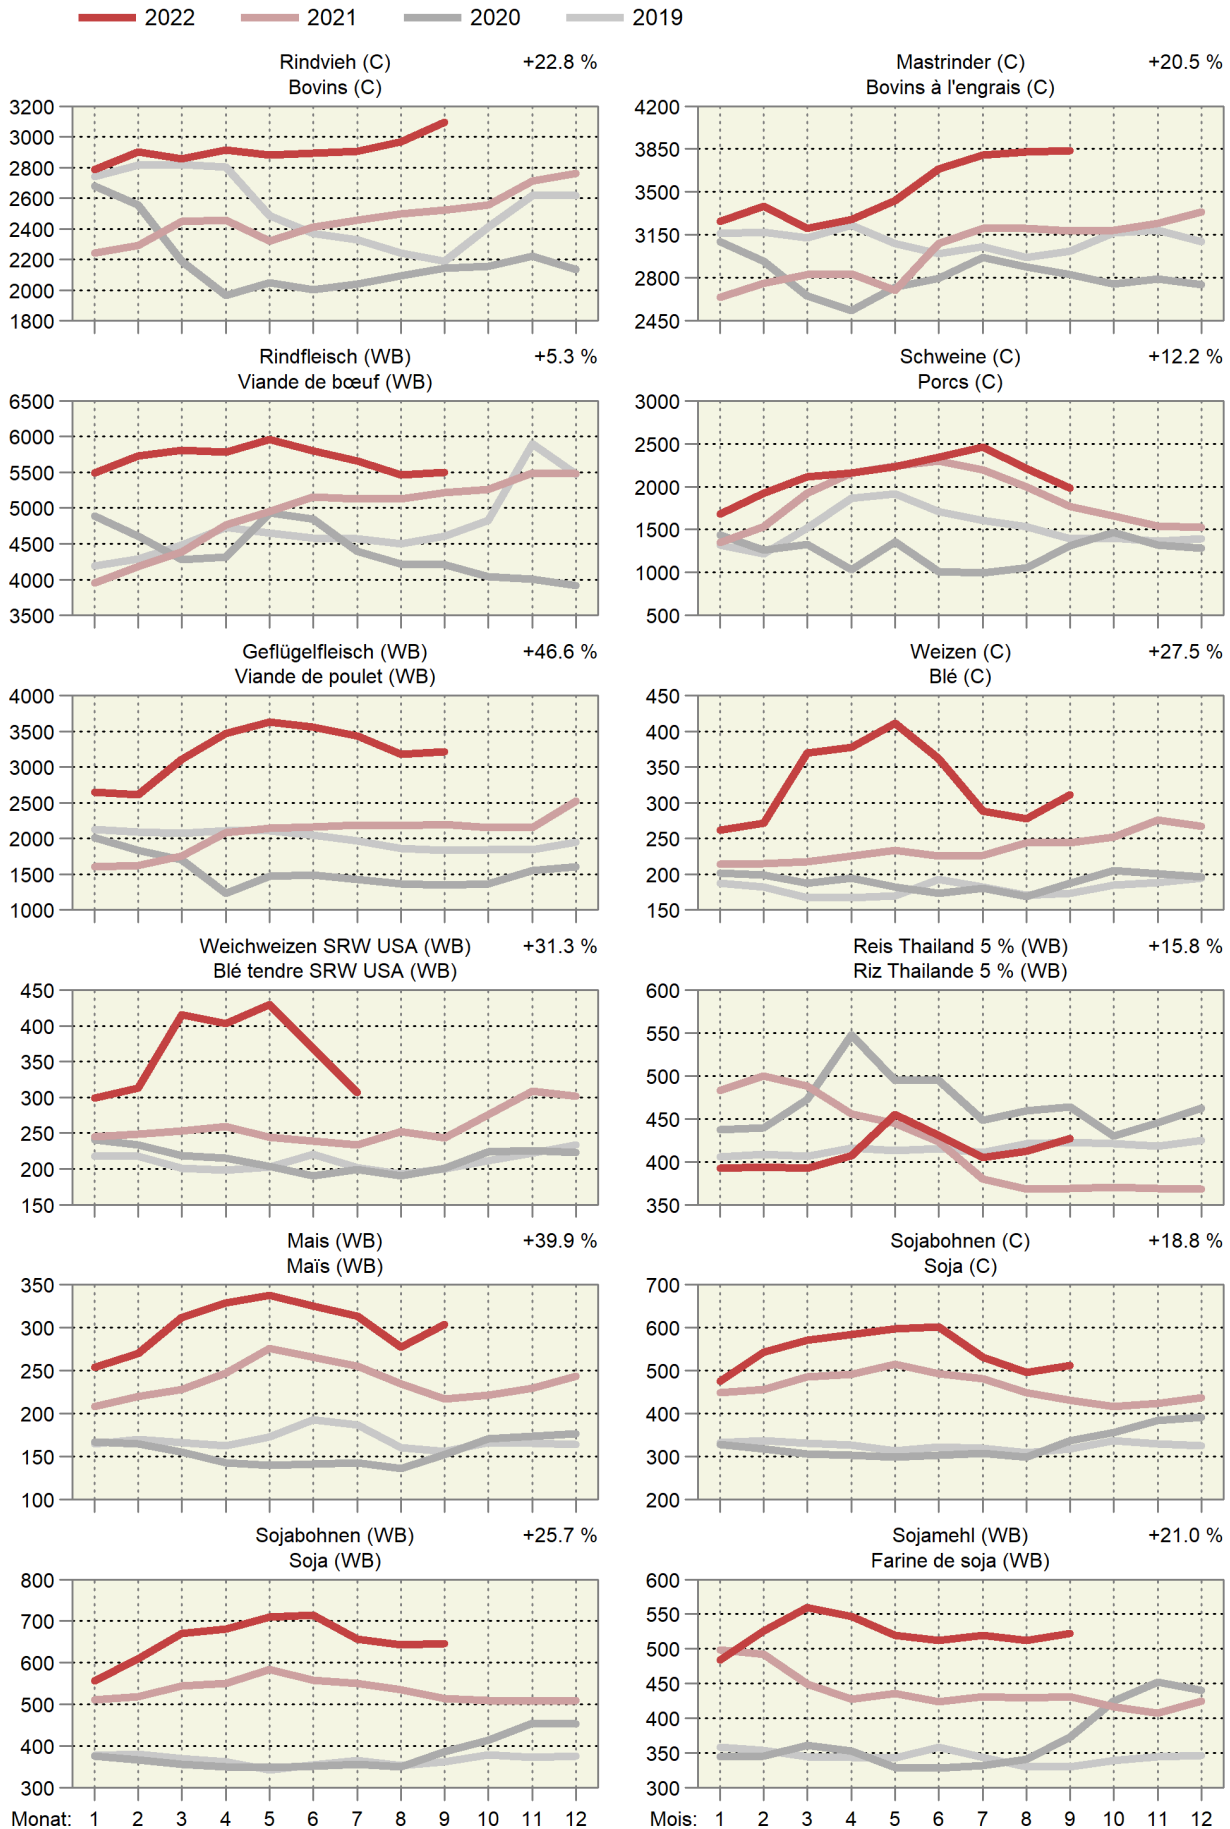 2022 2021 2020 2019
Rindvieh (C) +22.8 %
Bovins (C)
3200
3000
2800
2600
2400
2200
2000
1800
Mastrinder (C) +20.5 %
Bovins à l'engrais (C)
4200
3850
3500
3150
2800
2450
Rindfleisch (WB) +5.3 %
Viande de bœuf (WB)
6500
6000
5500
5000
4500
4000
3500
Schweine (C) +12.2 %
Porcs (C)
3000
2500
2000
1500
1000
500
Geflügelfleisch (WB) +46.6 %
Viande de poulet (WB)
4000
3500
3000
2500
2000
1500
1000
Weizen (C) +27.5 %
Blé (C)
450
400
350
300
250
200
150
Weichweizen SRW USA (WB) +31.3 %
Blé tendre SRW USA (WB)
450
400
350
300
250
200
150
Reis Thailand 5 % (WB) +15.8 %
Riz Thailande 5 % (WB)
600
550
500
450
400
350
Mais (WB) +39.9 %
Maïs (WB)
350
300
250
200
150
100
Sojabohnen (C) +18.8 %
Soja (C)
700
600
500
400
300
200
Sojabohnen (WB) +25.7 %
Soja (WB)
800
700
600
500
400
300
Monat: 1 2 3 4 5 6 7 8 9 10 11 12
Sojamehl (WB) +21.0 %
Farine de soja (WB)
600
550
500
450
400
350
300
Mois: 1 2 3 4 5 6 7 8 9 10 11 12